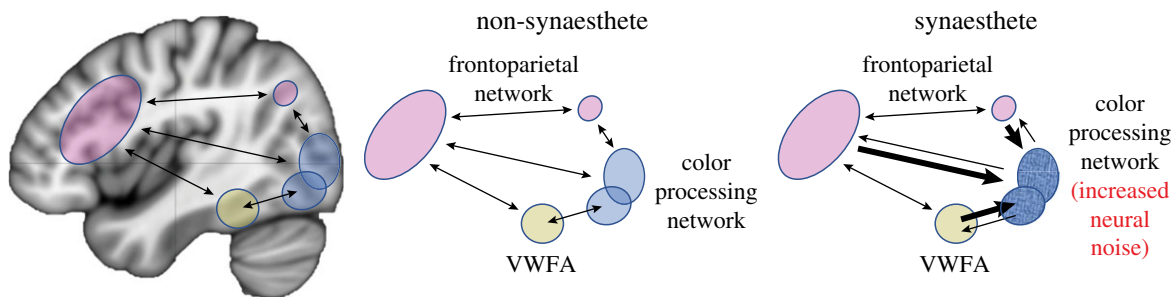 non-synaesthete
frontoparietal
network
color
processing
network
VWFA
synaesthete
frontoparietal
network
color
processing
network
(increased
neural
noise)
VWFA